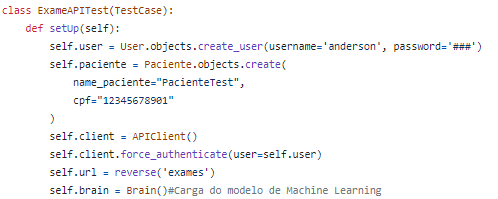 class ExameAPITest(TestCase):
    def setUp(self):
        self.user = User.objects.create_user(username='anderson', password='###')
        self.paciente = Paciente.objects.create(
            name_paciente="PacienteTest",
            cpf="12345678901"
        )
        self.client = APIClient()
        self.client.force_authenticate(user=self.user)
        self.url = reverse('exames')
        self.brain = Brain()#Carga do modelo de Machine Learning